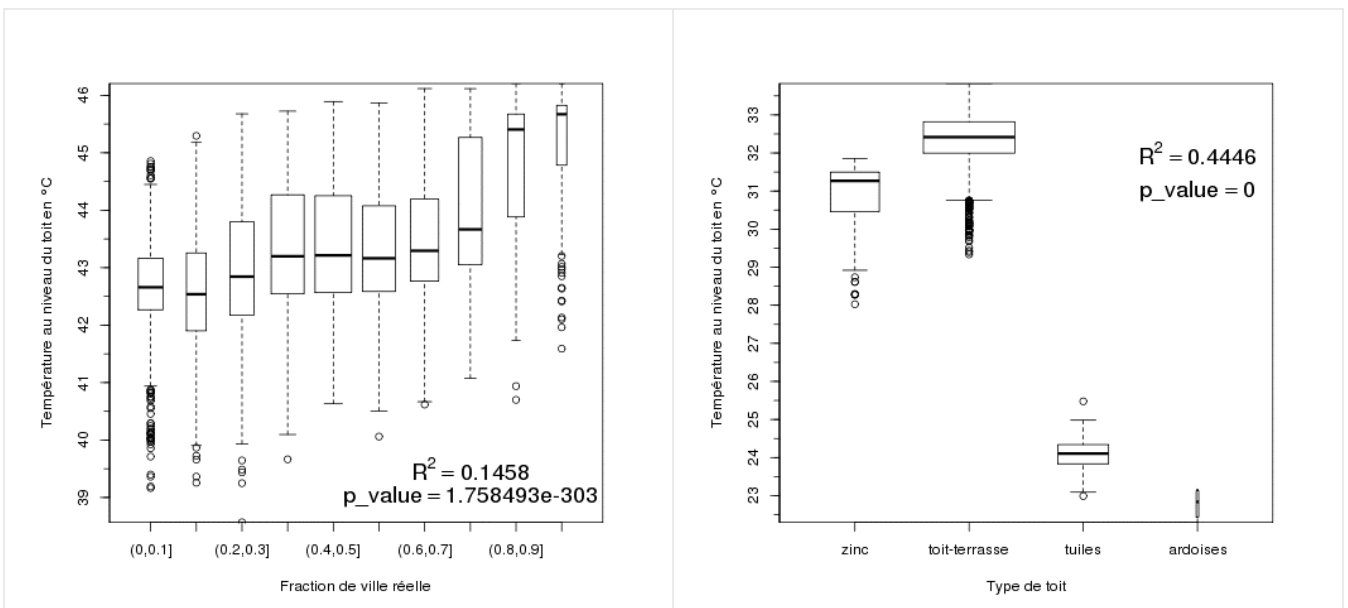 Température au niveau du toit en °C
46
45
44
43
42
41
40
39
R² = 0.1458
p_value = 1.758493e-303
(0,0.1] (0.2,0.3] (0.4,0.5] (0.6,0.7] (0.8,0.9]
Fraction de ville réelle
Température au niveau du toit en °C
33
32
31
30
29
28
27
26
25
24
23
R² = 0.4446
p_value = 0
zinc toit-terrasse tuiles ardoises
Type de toit